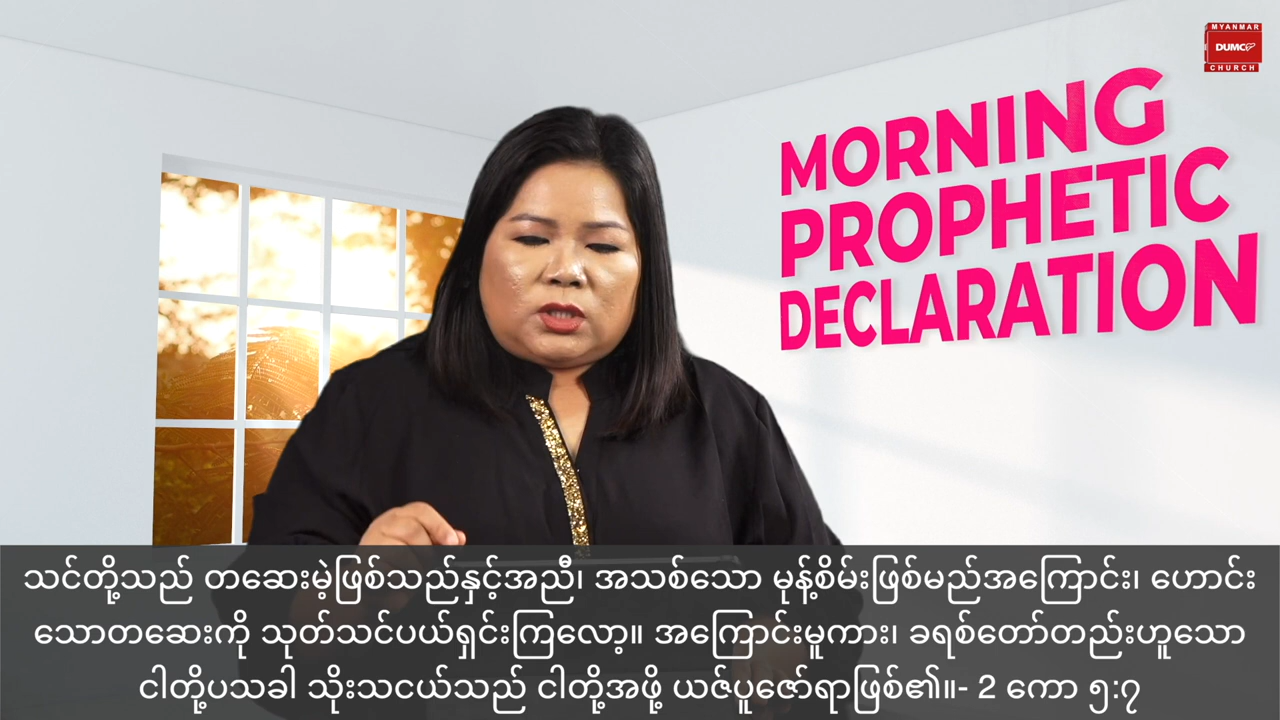 MYANMAR
DUMC
CHURCH
MORNING
PROPHETIC
DECLARATION
သင်တို့သည် တဆေးမဲ့ဖြစ်သည်နှင့်အညီ၊ အသစ်သော မုန့်စိမ်းဖြစ်မည်အကြောင်း၊ ဟောင်း
သောတဆေးကို သုတ်သင်ပယ်ရှင်းကြလော့။ အကြောင်းမူကား၊ ခရစ်တော်တည်းဟူသော
ငါတို့ပသခါ သိုးသငယ်သည် ငါတို့အဖို့ ယဇ်ပူဇော်ရာဖြစ်၏။- 2 ကော ၅:၇